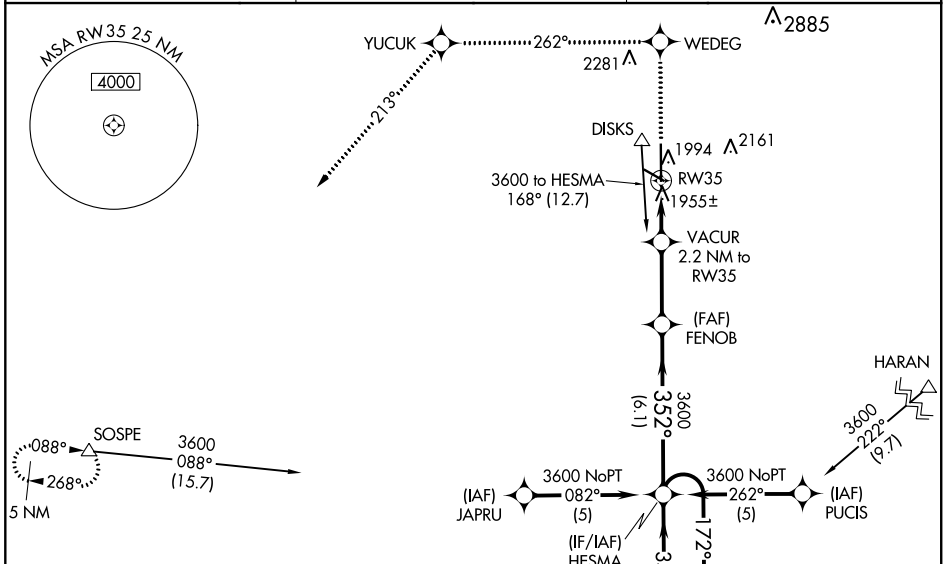 MSA RW35 25 NM
4000
YUCUK
262°
WEDEG
2885
2281
213°
DISKS
1994
2161
3600 to HESMA
168° (12.7)
RW35
1955±
VACUR
2.2 NM to
RW35
(FAF)
FENOB
HARAN
3600
352°
(6.1)
3600
222°
(9.7)
SOSPE
088°
268°
5 NM
3600
088°
(15.7)
3600 NoPT
082°
(5)
(IAF)
JAPRU
3600 NoPT
262°
(5)
(IAF)
PUCIS
(IF/IAF)
HESMA
172°
3